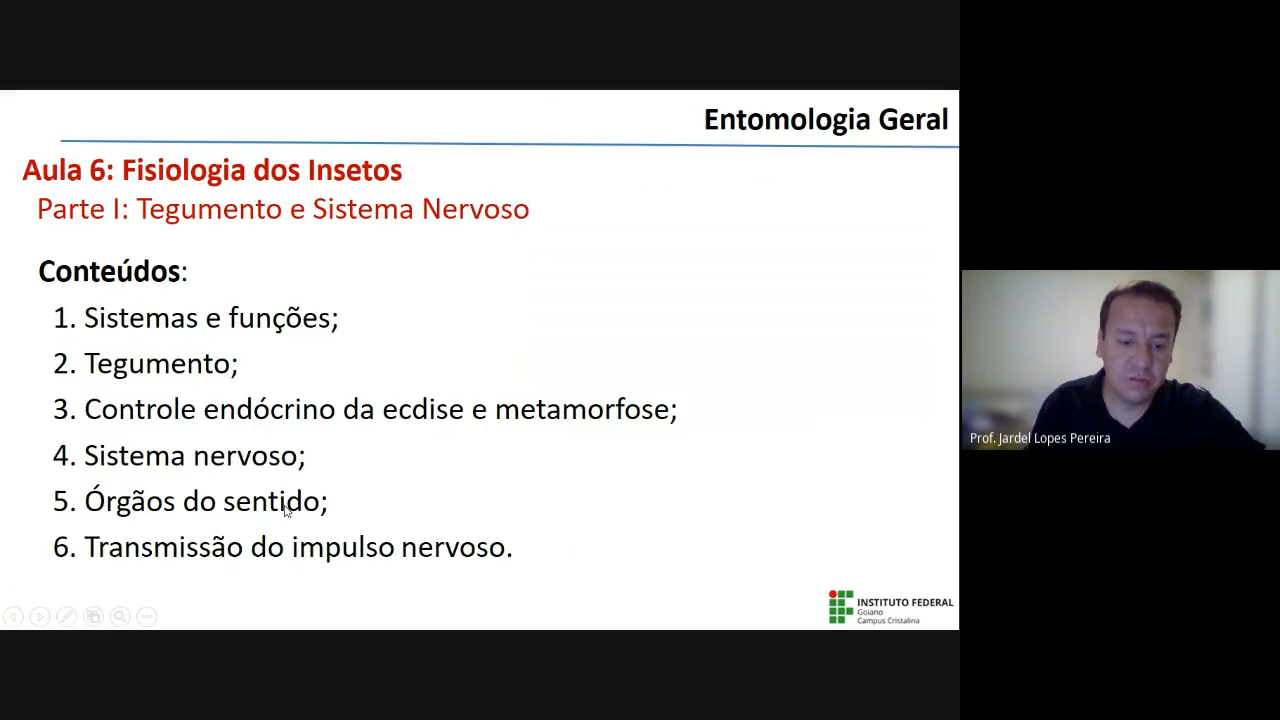 Entomologia Geral
Aula 6: Fisiologia dos Insetos
Parte I: Tegumento e Sistema Nervoso
Conteúdos:
1. Sistemas e funções;
2. Tegumento;
3. Controle endócrino da ecdise e metamorfose;
4. Sistema nervoso;
5. Órgãos do sentido;
6. Transmissão do impulso nervoso.
INSTITUTO FEDERAL
Goiano
Campus Cristalina
Prof. Jardel Lopes Pereira